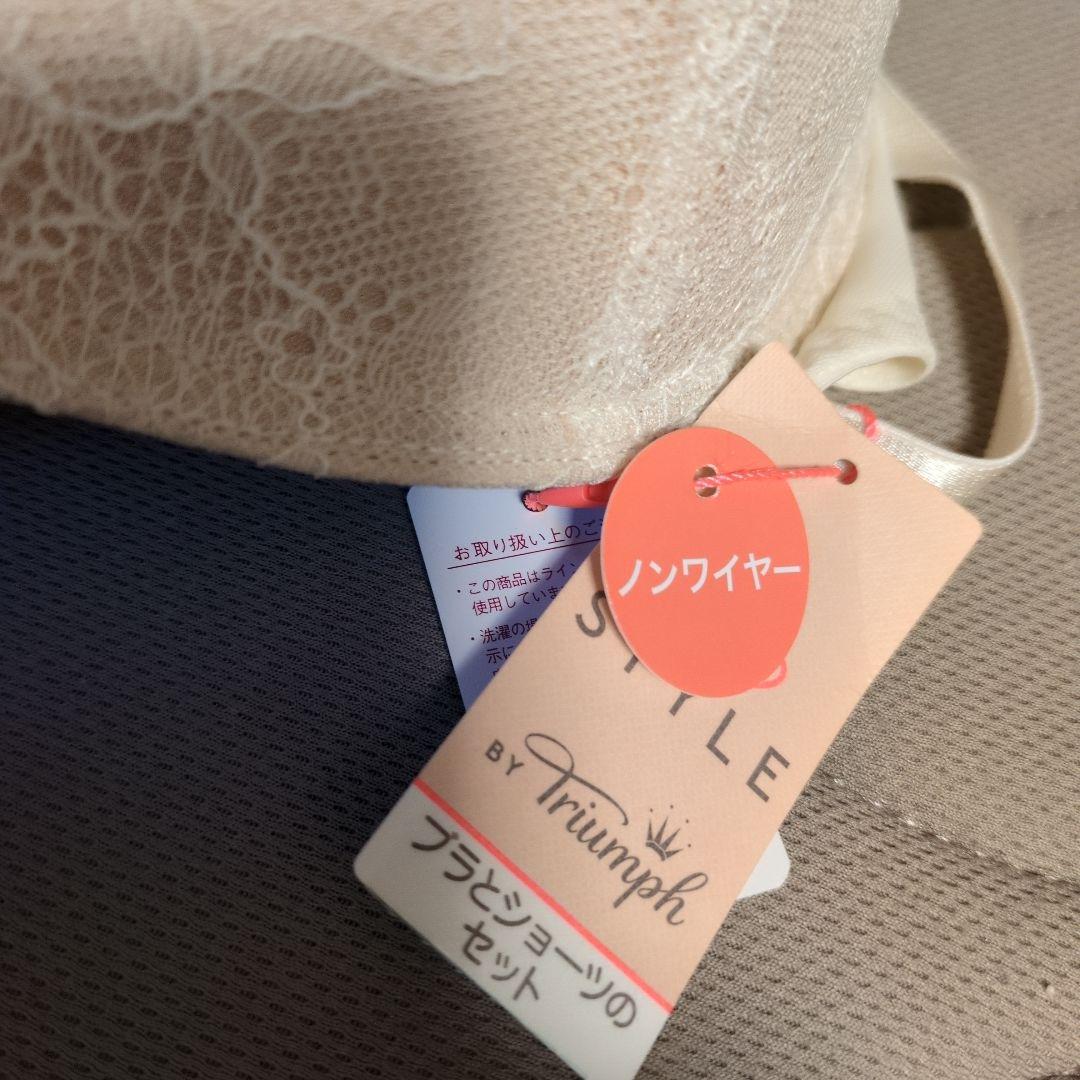 お取り扱い上のご
・この商品はライン
使用していま
・洗濯の場
示に
ノンワイヤー
STYLE
BY Triumph
ブラとショーツの
セット